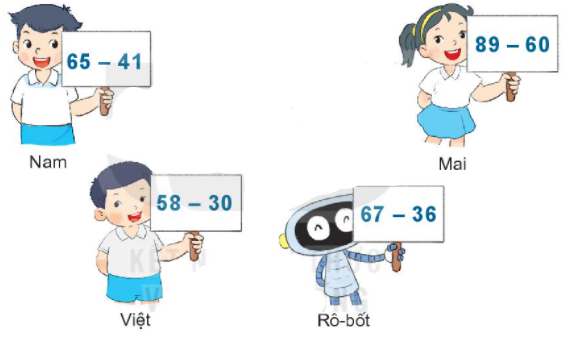 65 – 41
89 – 60
Nam
Mai
58 – 30
67 – 36
Việt
Rô-bốt